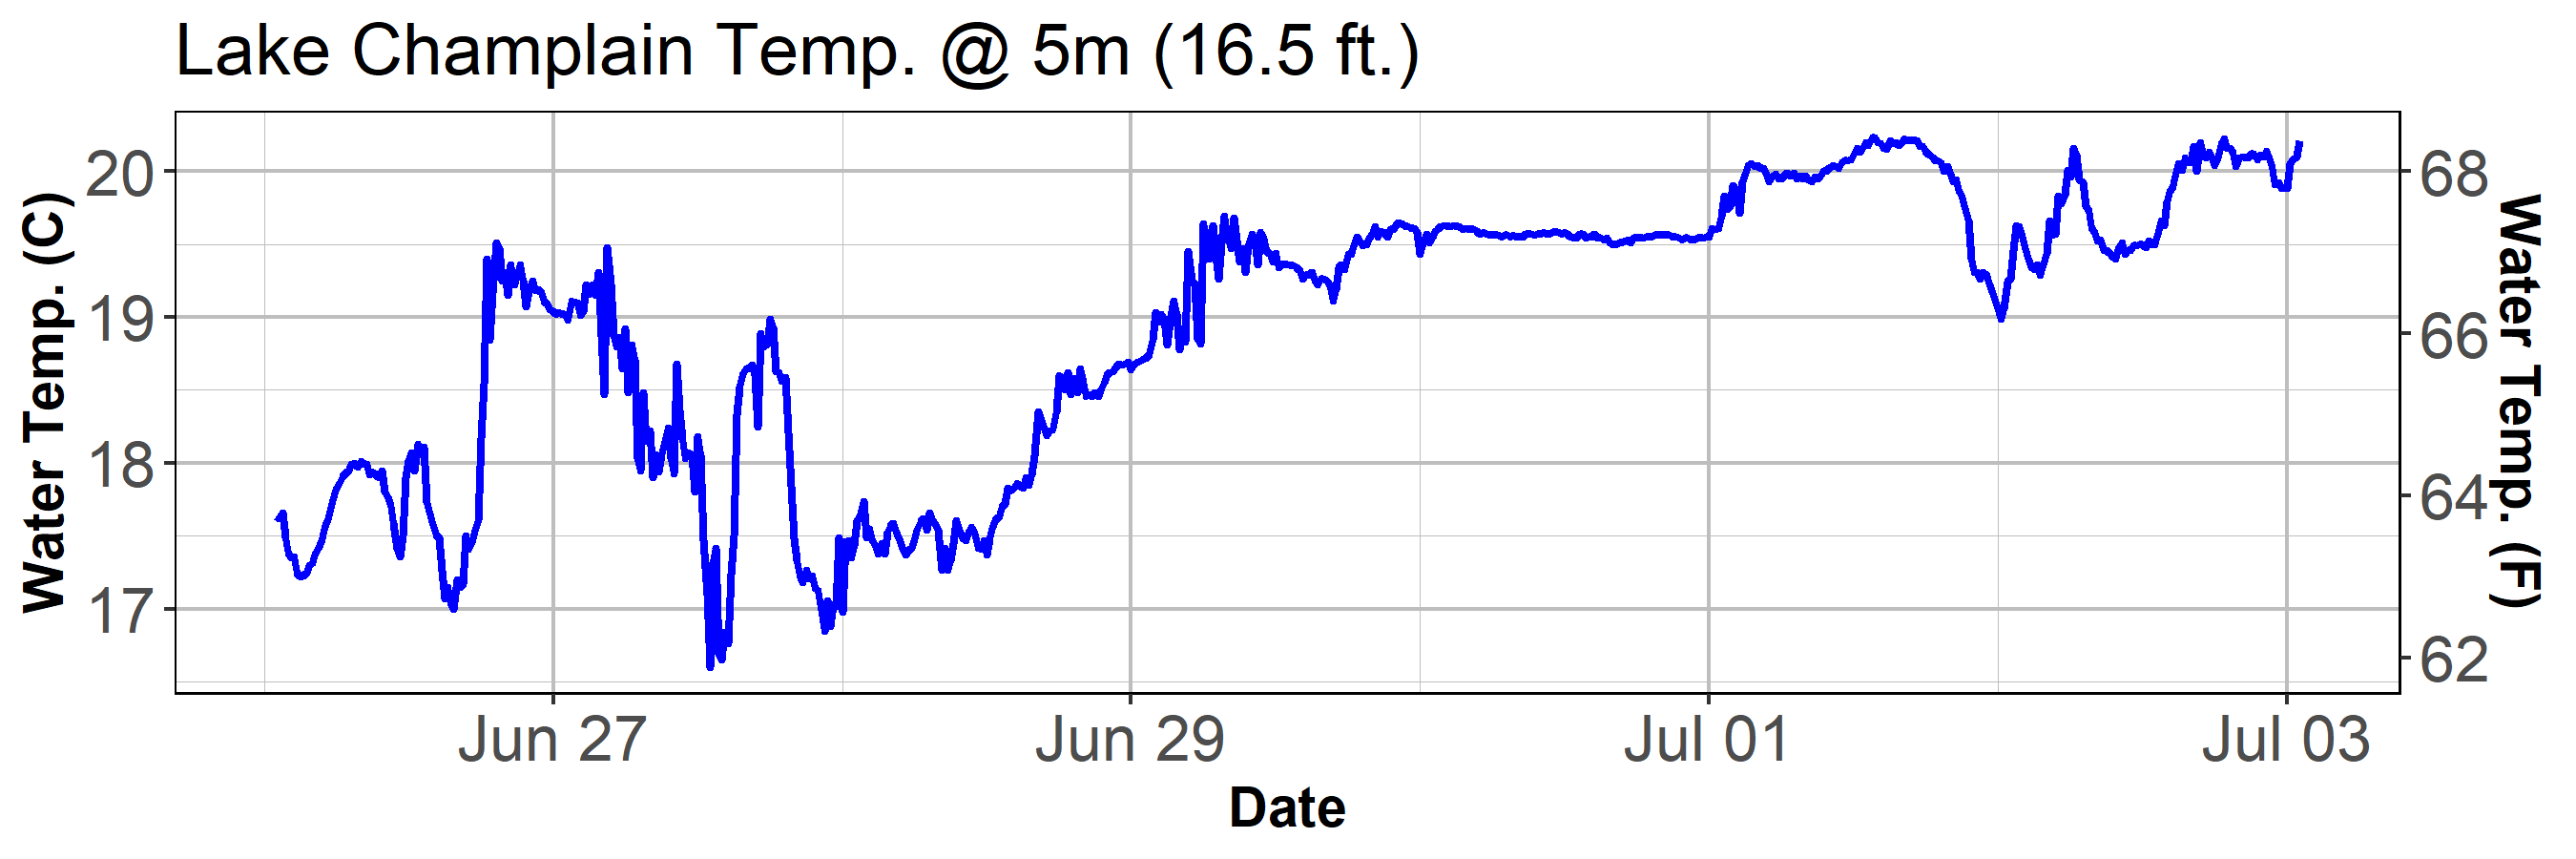 Lake Champlain Temp. @ 5m (16.5 ft.)
Water Temp. (C)
20
19
18
17
68
66
64
62
Water Temp. (F)
Jun 27
Jun 29
Jul 01
Jul 03
Date